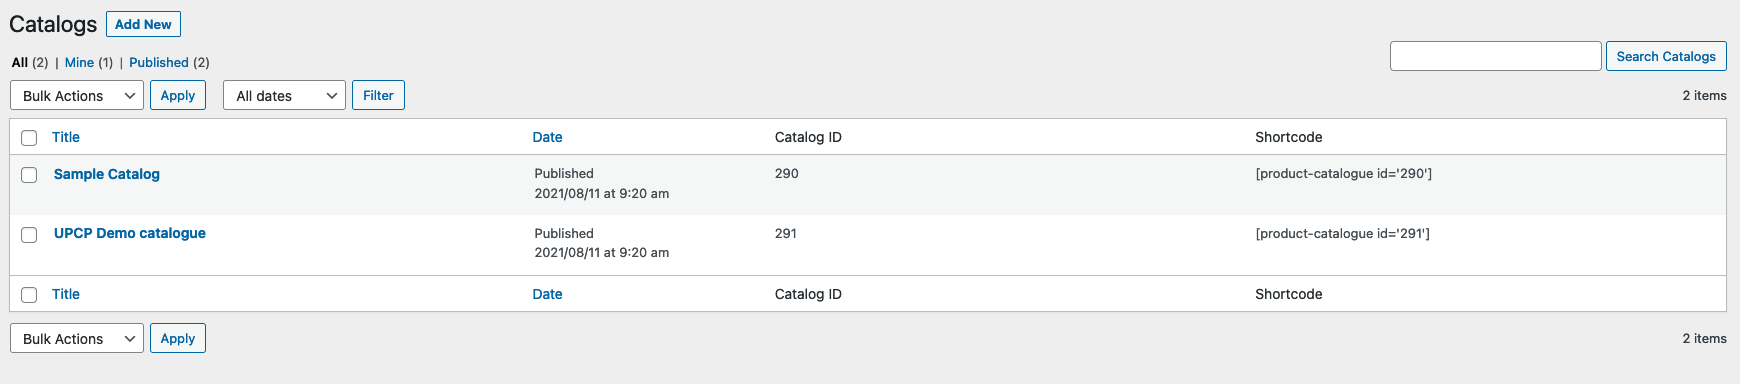 Catalogs Add New
All (2) | Mine (1) | Published (2)
Search Catalogs
Bulk Actions Apply All dates Filter 2 items
Title Date Catalog ID Shortcode
Sample Catalog Published 290 [product-catalogue id='290']
2021/08/11 at 9:20 am
UPCP Demo catalogue Published 291 [product-catalogue id='291']
2021/08/11 at 9:20 am
Title Date Catalog ID Shortcode
Bulk Actions Apply 2 items